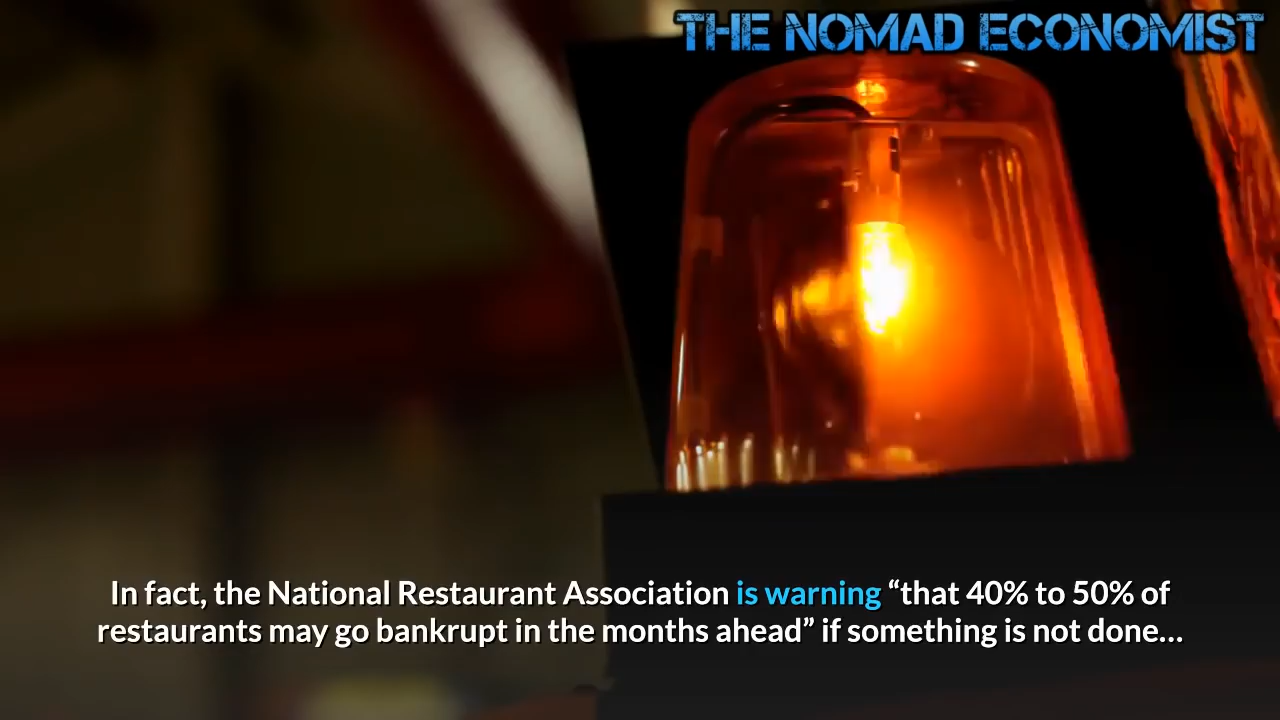 THE NOMAD ECONOMIST
In fact, the National Restaurant Association is warning “that 40% to 50% of
restaurants may go bankrupt in the months ahead” if something is not done...